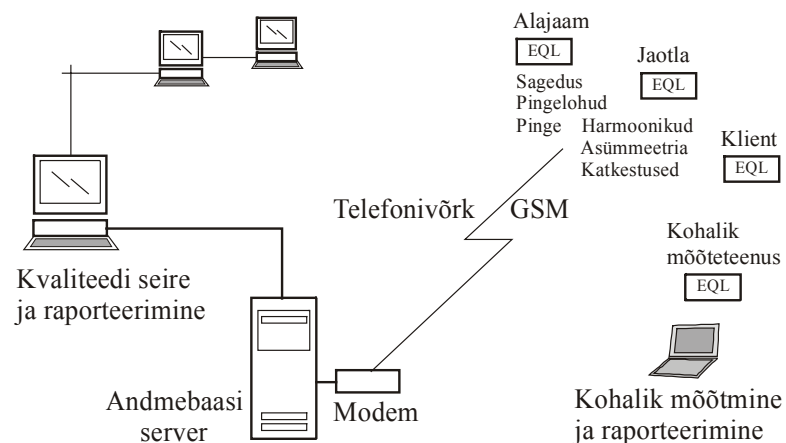 Alajaam
EQL
Jaotla
EQL
Sagedus
Pingelohud
Pinge
Harmoonikud
Asümmeetria
Katkestused
Klient
EQL
Telefonivõrk
GSM
Kohalik
mõõteteenus
EQL
Kvaliteedi seire
ja raporteerimine
Andmebaasi
server
Modem
Kohalik mõõtmine
ja raporteerimine